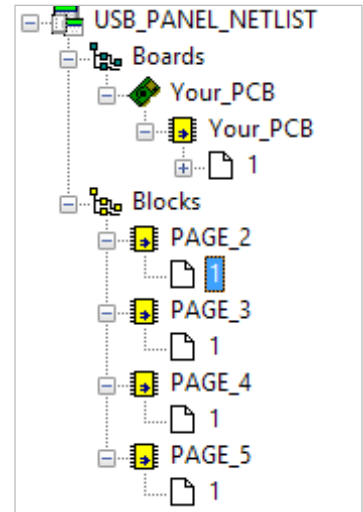 USB_PANEL_NETLIST
Boards
Your_PCB
Your_PCB
1
Blocks
PAGE_2
1
PAGE_3
1
PAGE_4
1
PAGE_5
1